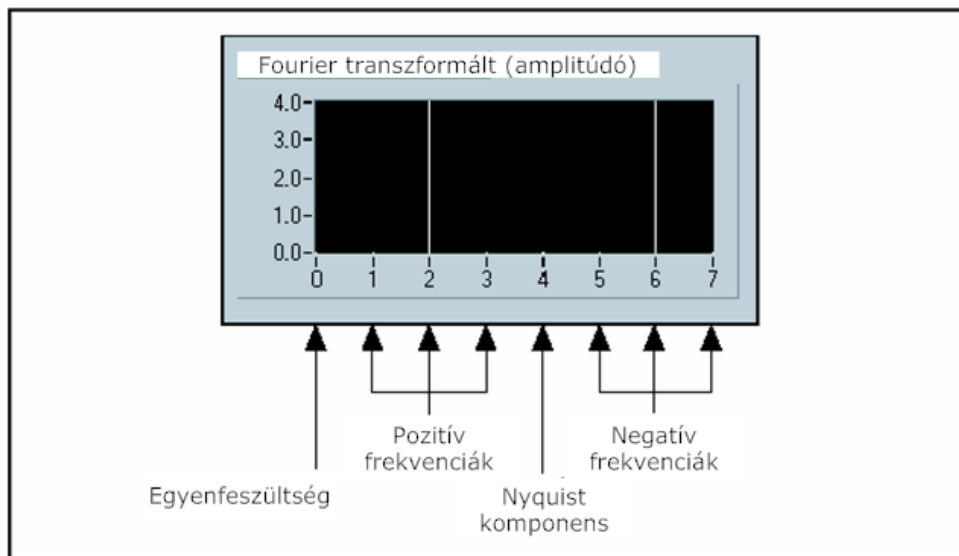 Fourier transzformált (amplitúdó)
4.0
3.0
2.0
1.0
0.0
0 1 2 3 4 5 6 7
Pozitív
frekvenciák
Negatív
frekvenciák
Egyenfeszültség
Nyquist
komponens